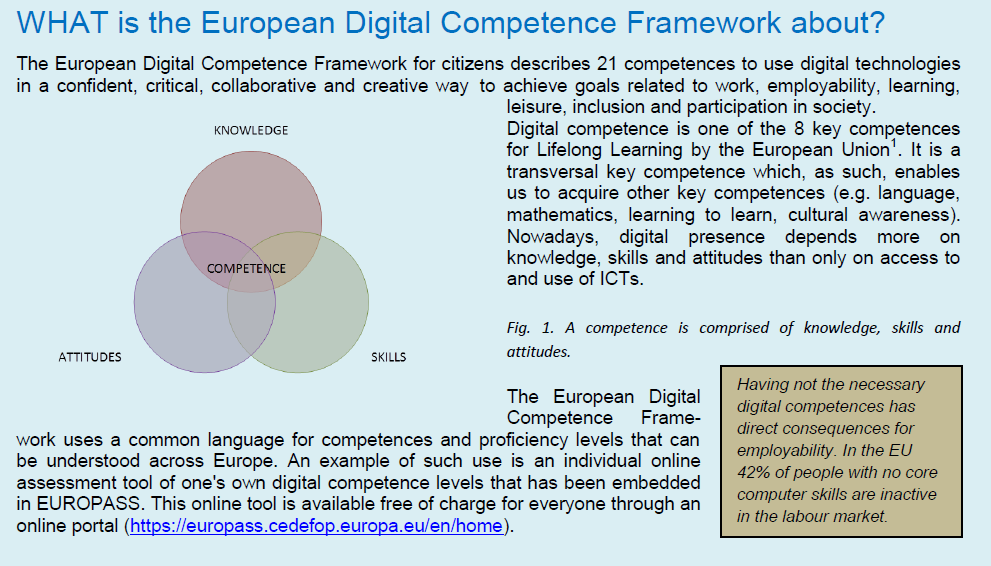 WHAT is the European Digital Competence Framework about?
The European Digital Competence Framework for citizens describes 21 competences to use digital technologies
in a confident, critical, collaborative and creative way to achieve goals related to work, employability, learning,
leisure, inclusion and participation in society.
Digital competence is one of the 8 key competences
for Lifelong Learning by the European Union¹. It is a
transversal key competence which, as such, enables
us to acquire other key competences (e.g. language,
mathematics, learning to learn, cultural awareness).
Nowadays, digital presence depends more on
knowledge, skills and attitudes than only on access to
and use of ICTs.
KNOWLEDGE
COMPETENCE
ATTITUDES
SKILLS
Fig. 1. A competence is comprised of knowledge, skills and
attitudes.
The European Digital
Competence Frame-
work uses a common language for competences and proficiency levels that can
be understood across Europe. An example of such use is an individual online
assessment tool of one's own digital competence levels that has been embedded
in EUROPASS. This online tool is available free of charge for everyone through an
online portal (https://europass.cedefop.europa.eu/en/home).
Having not the necessary
digital competences has
direct consequences for
employability. In the EU
42% of people with no core
computer skills are inactive
in the labour market.